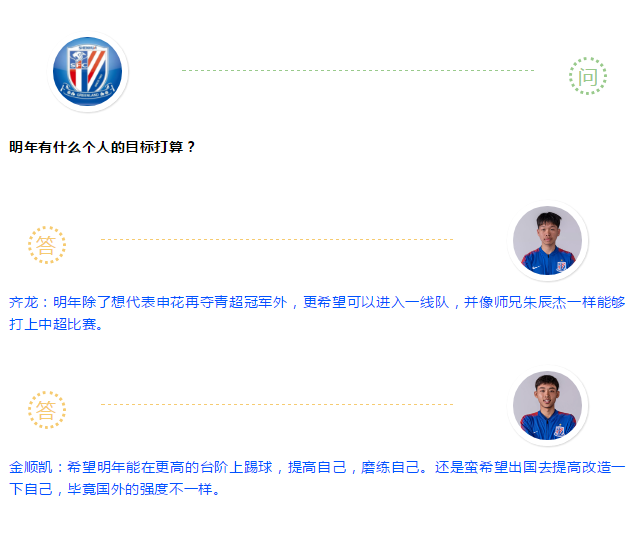 SHENHUA
GREENLAND
问
明年有什么个人的目标打算？
答
齐龙：明年除了想代表申花再夺青超冠军外，更希望可以进入一线队，并像师兄朱辰杰一样能够
打上中超比赛。
答
金顺凯：希望明年能在更高的台阶上踢球，提高自己，磨练自己。还是蛮希望出国去提高改造一
下自己，毕竟国外的强度不一样。